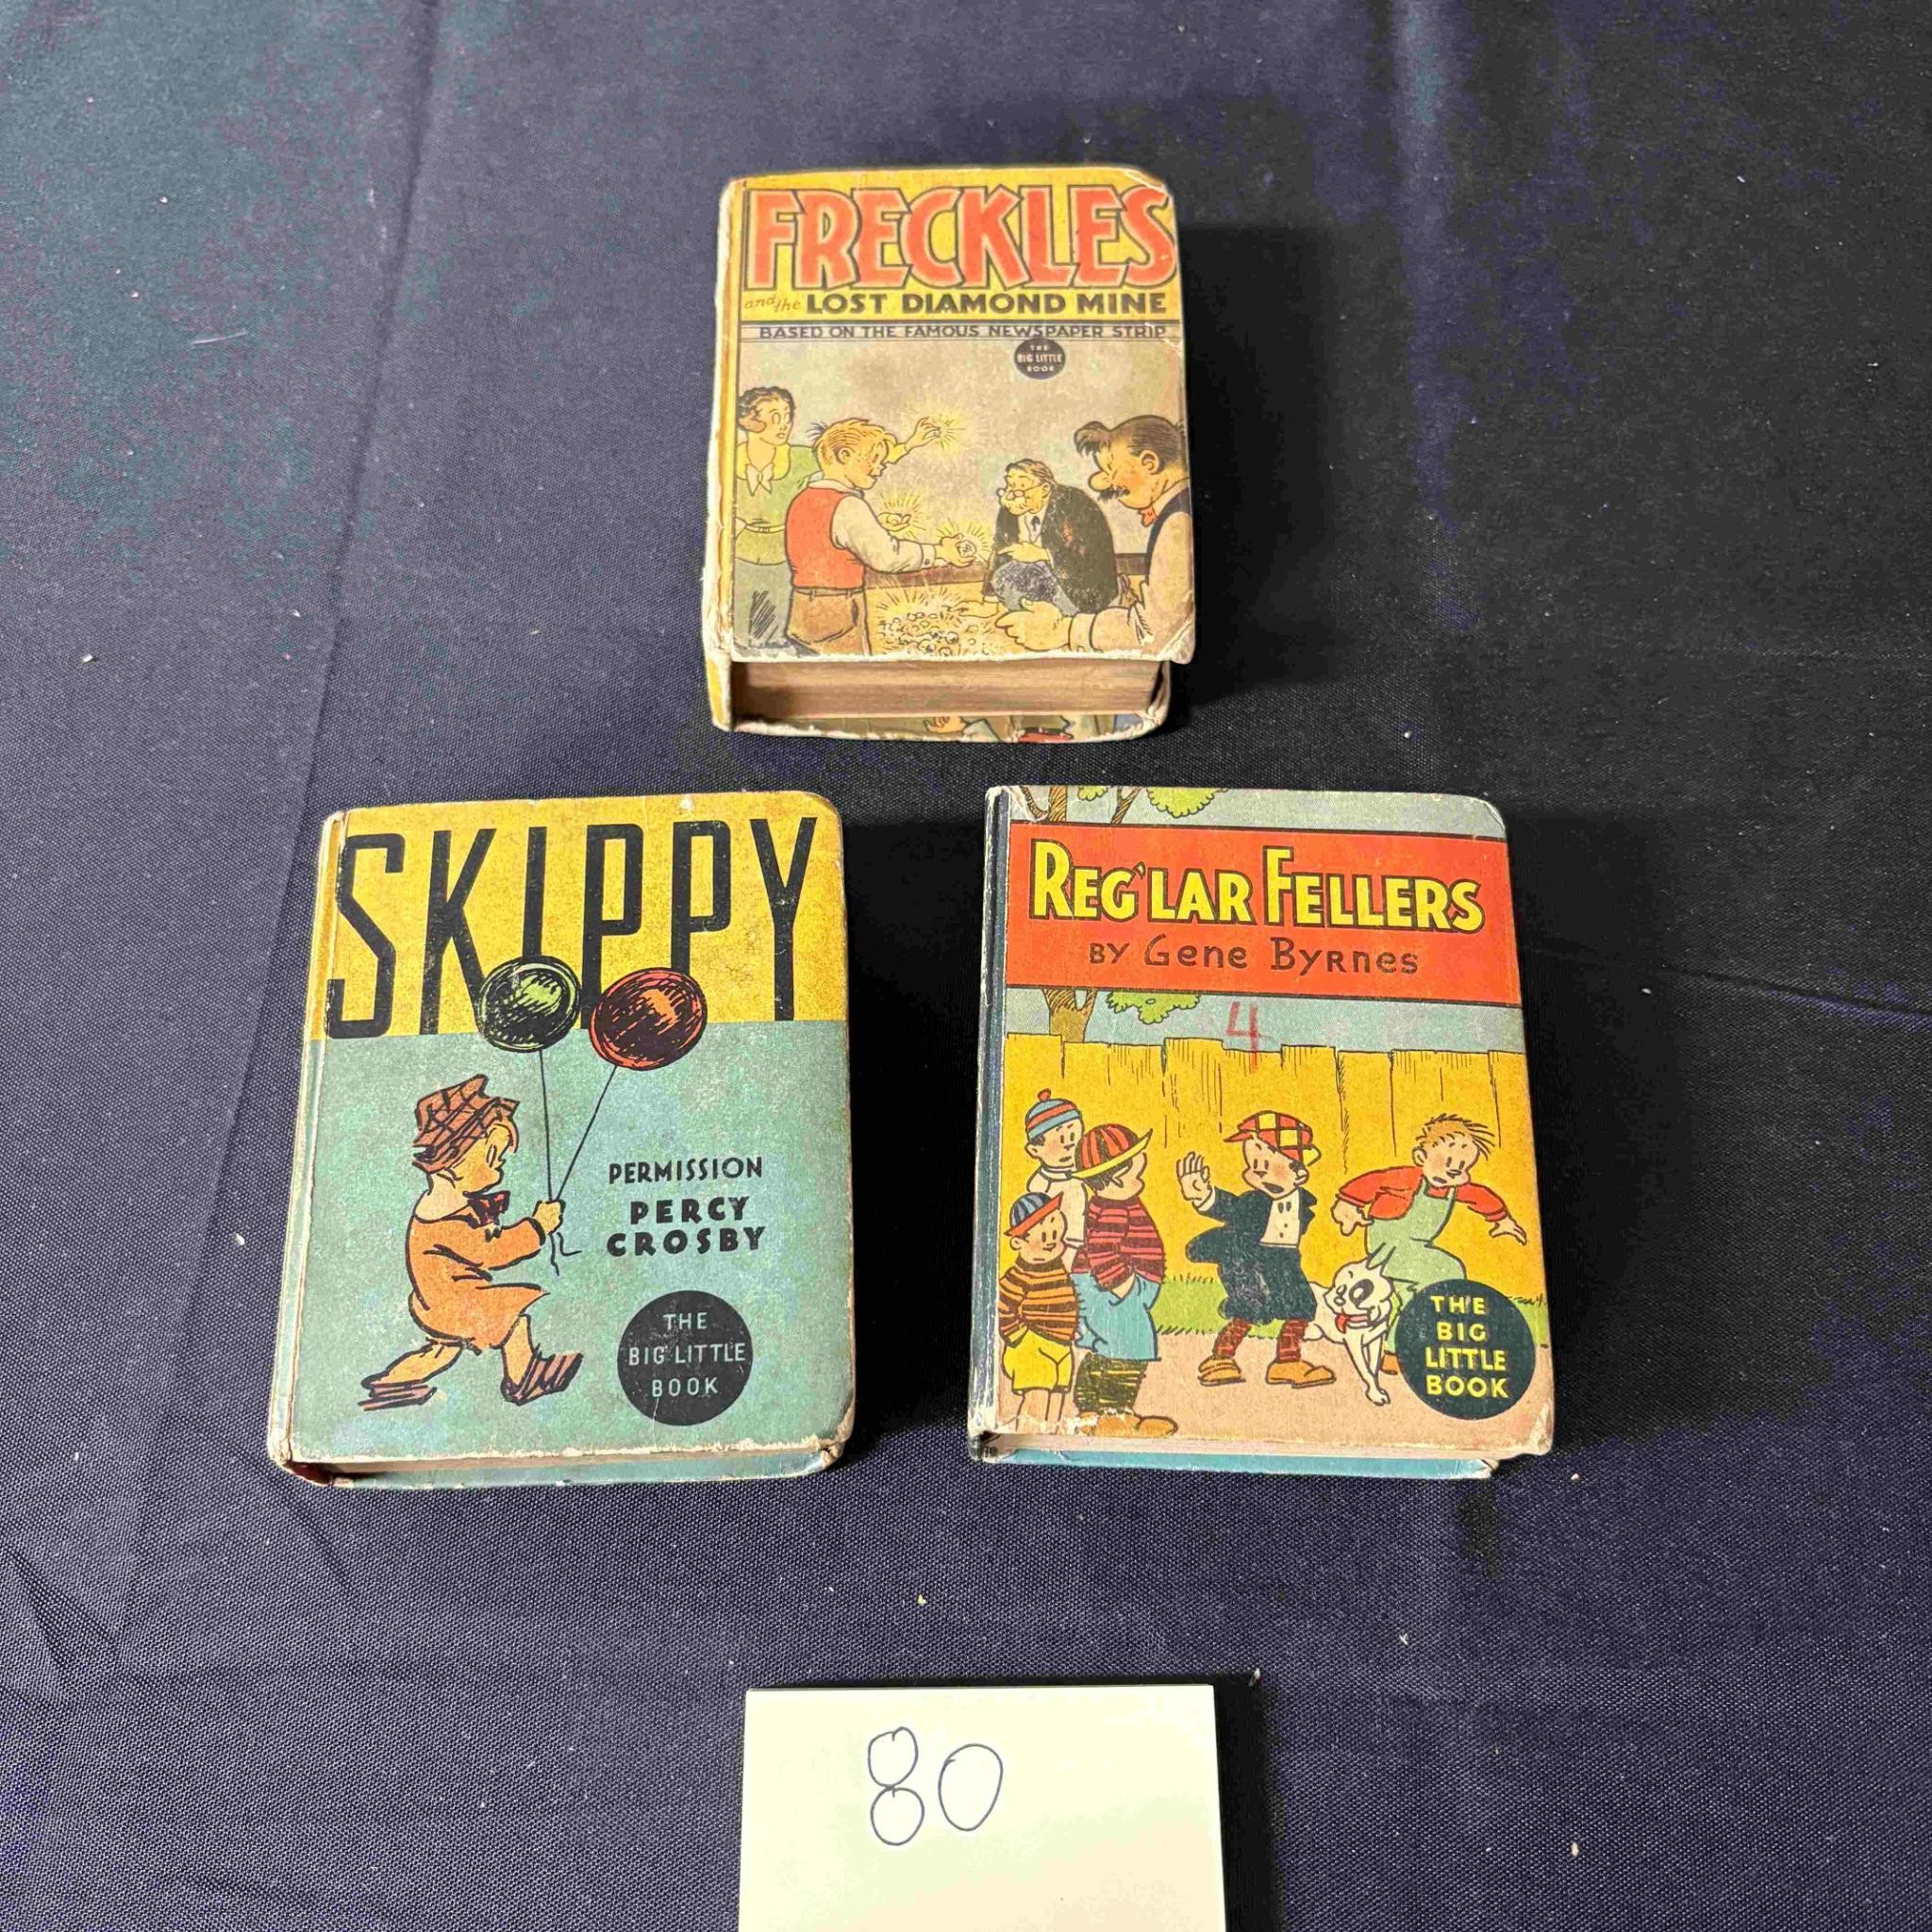 FRECKLES
and the LOST DIAMOND MINE
BASED ON THE FAMOUS NEWSPAPER STRIP
THE
BIG LITTLE
BOOK
SKIPPY
PERMISSION
PERCY
CROSBY
THE
BIG LITTLE
BOOK
REG'LAR FELLERS
BY Gene Byrnes
4
THE
BIG
LITTLE
BOOK
80